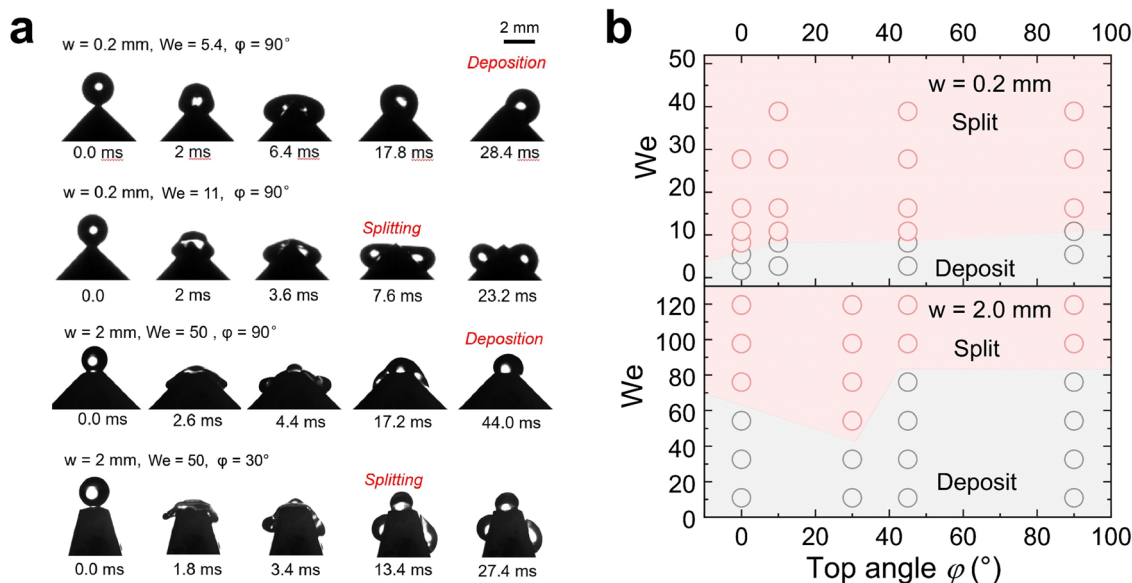 a
w = 0.2 mm, We = 5.4, φ = 90°
2 mm
Deposition
0.0 ms
2 ms
6.4 ms
17.8 ms
28.4 ms
w = 0.2 mm, We = 11, φ = 90°
Splitting
0.0
2 ms
3.6 ms
7.6 ms
23.2 ms
w = 2 mm, We = 50 , φ = 90°
Deposition
0.0 ms
2.6 ms
4.4 ms
17.2 ms
44.0 ms
w = 2 mm, We = 50, φ = 30°
Splitting
0.0 ms
1.8 ms
3.4 ms
13.4 ms
27.4 ms
b
0 20 40 60 80 100
50
40
30
20
10
0
We
w = 0.2 mm
Split
Deposit
120
100
80
60
40
20
0
We
w = 2.0 mm
Split
Deposit
0 20 40 60 80 100
Top angle φ (°)